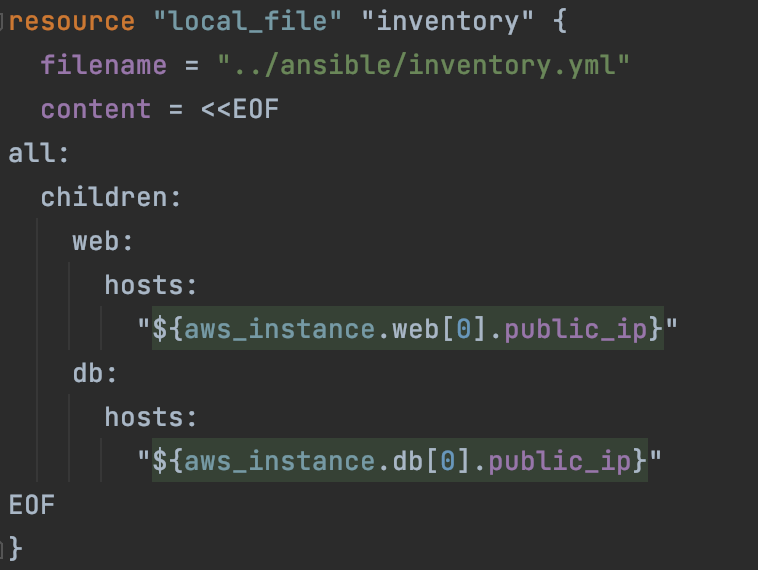 resource "local_file" "inventory" {
  filename = "../ansible/inventory.yml"
  content = <<EOF
all:
  children:
    web:
      hosts:
        "${aws_instance.web[0].public_ip}"
    db:
      hosts:
        "${aws_instance.db[0].public_ip}"
EOF
}